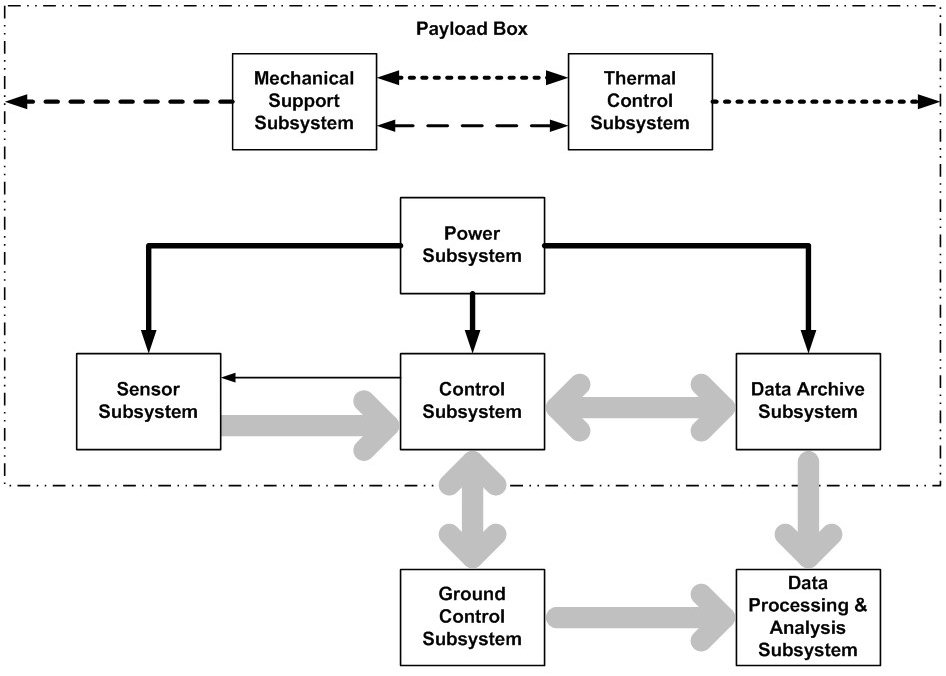 Payload Box
Mechanical
Support
Subsystem
Thermal
Control
Subsystem
Power
Subsystem
Sensor
Subsystem
Control
Subsystem
Data Archive
Subsystem
Ground
Control
Subsystem
Data
Processing &
Analysis
Subsystem